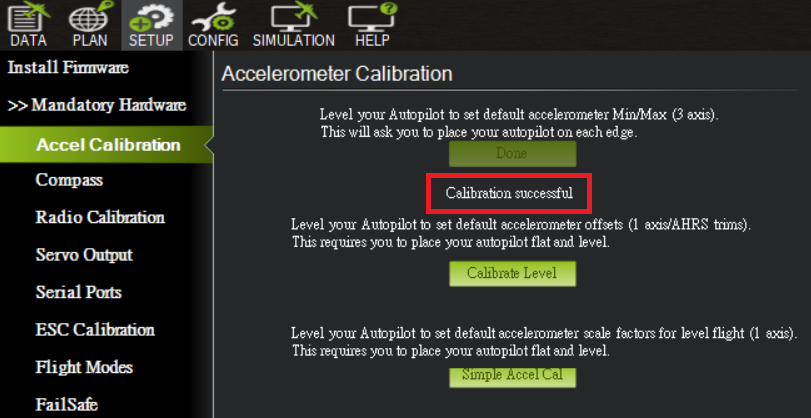 DATA
PLAN
SETUP
CONFIG
SIMULATION
HELP
Install Firmware
>> Mandatory Hardware
Accel Calibration
Compass
Radio Calibration
Servo Output
Serial Ports
ESC Calibration
Flight Modes
FailSafe
Accelerometer Calibration
Level your Autopilot to set default accelerometer Min/Max (3 axis).
This will ask you to place your autopilot on each edge.
Done
Calibration successful
Level your Autopilot to set default accelerometer offsets (1 axis/AHRS trims).
This requires you to place your autopilot flat and level.
Calibrate Level
Level your Autopilot to set default accelerometer scale factors for level flight (1 axis).
This requires you to place your autopilot flat and level.
Simple Accel Cal